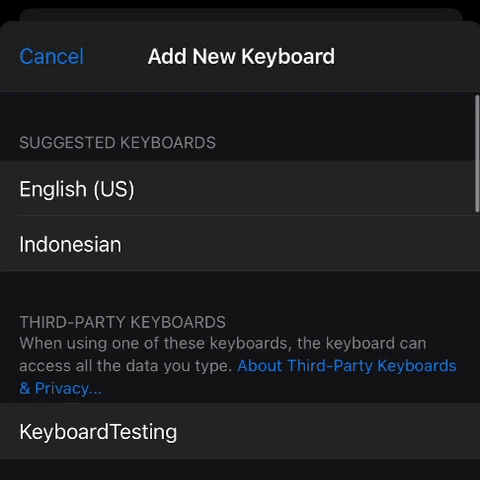 Cancel
Add New Keyboard
SUGGESTED KEYBOARDS
English (US)
Indonesian
THIRD-PARTY KEYBOARDS
When using one of these keyboards, the keyboard can
access all the data you type. About Third-Party Keyboards
& Privacy...
KeyboardTesting